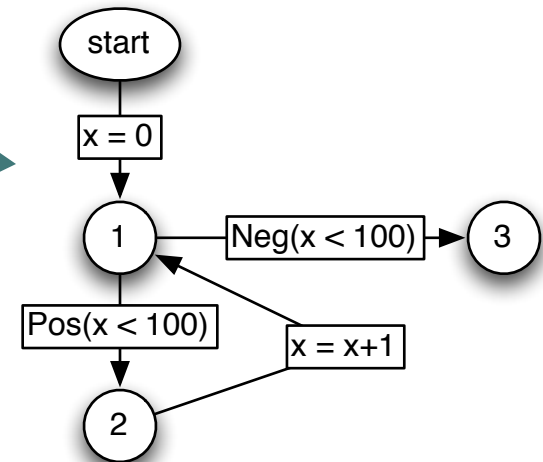 start
x = 0
1
Neg(x < 100)
3
Pos(x < 100)
x = x+1
2